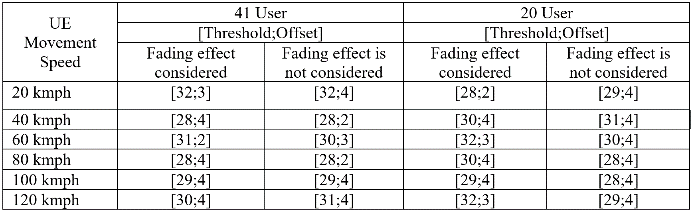 UE Movement Speed 41 User 20 User
[Threshold;Offset] [Threshold;Offset]
Fading effect considered Fading effect is not considered Fading effect considered Fading effect is not considered
20 kmph [32;3] [32;4] [28;2] [29;4]
40 kmph [28;4] [28;2] [30;4] [31;4]
60 kmph [31;2] [30;3] [32;3] [30;4]
80 kmph [28;4] [28;2] [30;4] [28;4]
100 kmph [29;4] [29;4] [29;4] [28;4]
120 kmph [30;4] [31;4] [32;3] [29;4]